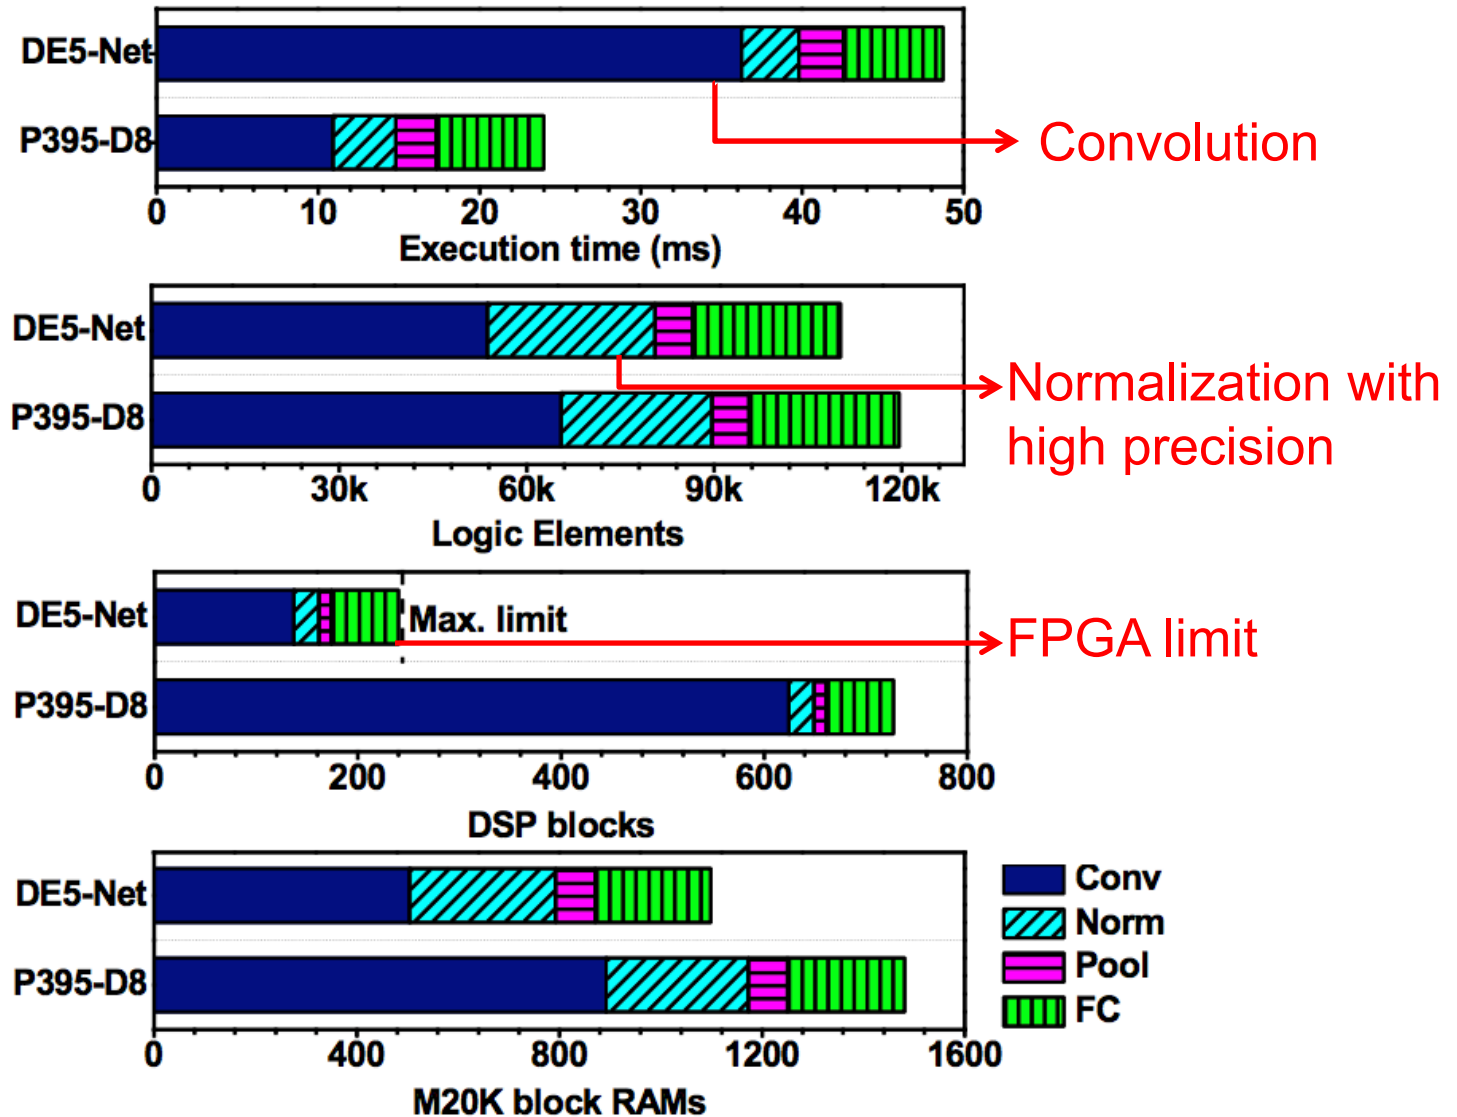 DE5-Net
P395-D8
Convolution
0 10 20 30 40 50
Execution time (ms)
DE5-Net
P395-D8
Normalization with
high precision
0 30k 60k 90k 120k
Logic Elements
DE5-Net
Max. limit
FPGA limit
P395-D8
0 200 400 600 800
DSP blocks
DE5-Net
P395-D8
0 400 800 1200 1600
M20K block RAMs
Conv
Norm
Pool
FC